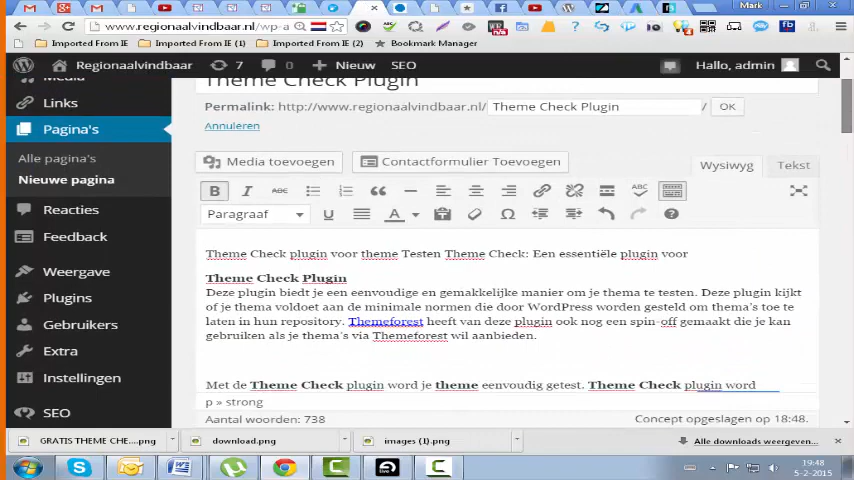 Mark
www.regionaalvindbaar.nl/wp-a
Imported From IE
Imported From IE (1)
Imported From IE (2)
Bookmark Manager
Regionaalvindbaar.nl
7
0
Nieuw
SEO
Hallo, admin
Media
Links
Pagina's
Alle pagina's
Nieuwe pagina
Reacties
Feedback
Weergave
Plugins
Gebruikers
Extra
Instellingen
SEO
Theme Check Plugin
Permalink: http://www.regionaalvindbaar.nl/ Theme Check Plugin / OK
Annuleren
Media toevoegen
Contactformulier Toevoegen
Wysiwyg
Tekst
B I ABC
ABC
Paragraaf
U
A
Theme Check plugin voor theme Testen Theme Check: Een essentiële plugin voor
Theme Check Plugin
Deze plugin biedt je een eenvoudige en gemakkelijke manier om je thema te testen. Deze plugin kijkt
of je thema voldoet aan de minimale normen die door WordPress worden gesteld om thema's toe te
laten in hun repository. Themeforest heeft van deze plugin ook nog een spin-off gemaakt die je kan
gebruiken als je thema's via Themeforest wil aanbieden.
Met de Theme Check plugin word je theme eenvoudig getest. Theme Check plugin word
p » strong
Aantal woorden: 738
Concept opgeslagen op 18:48.
GRATIS THEME CHE....png
download.png
images (1).png
Alle downloads weergeven...
19:48
5-2-2015